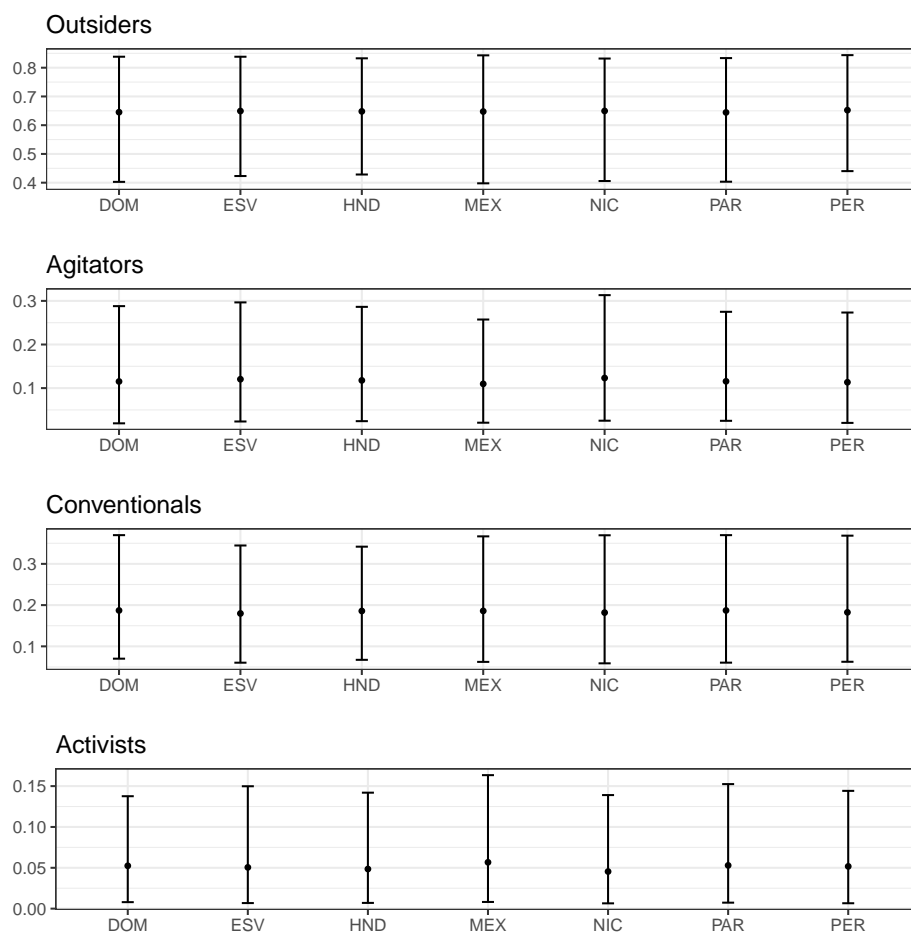 Outsiders
0.8
0.7
0.6
0.5
0.4
DOM ESV HND MEX NIC PAR PER
Agitators
0.3
0.2
0.1
DOM ESV HND MEX NIC PAR PER
Conventionals
0.3
0.2
0.1
DOM ESV HND MEX NIC PAR PER
Activists
0.15
0.10
0.05
0.00
DOM ESV HND MEX NIC PAR PER